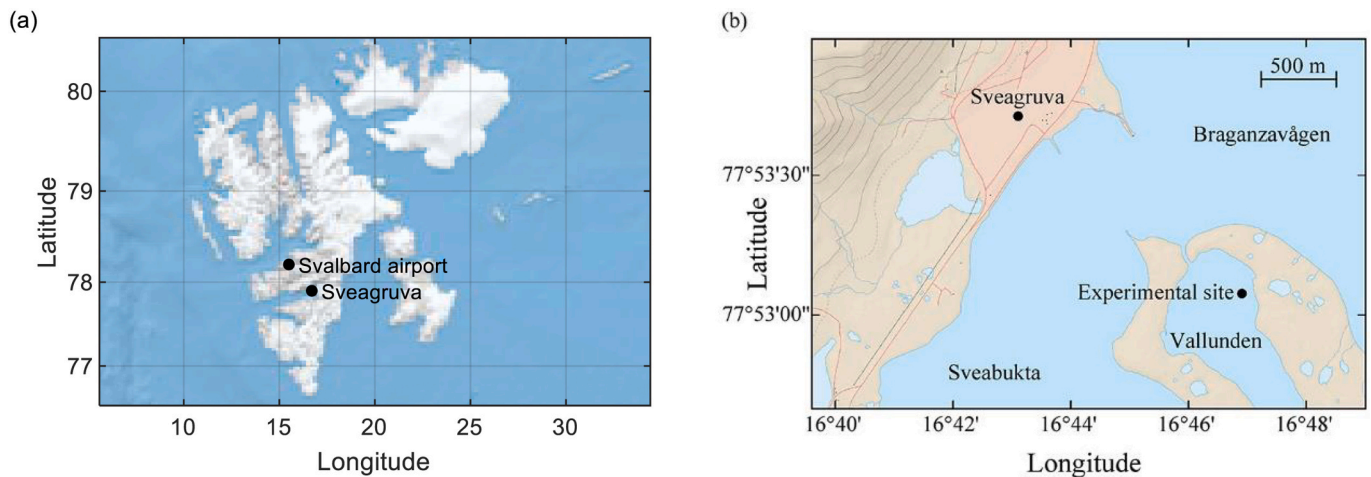 (a)
80
79
78
77
Latitude
Svalbard airport
Sveagruva
10
15
20
25
30
Longitude
(b)
500 m
Sveagruva
Braganzavågen
77°53'30"
77°53'00"
Latitude
Experimental site
Vallunden
Sveabukta
16°40'
16°42'
16°44'
16°46'
16°48'
Longitude